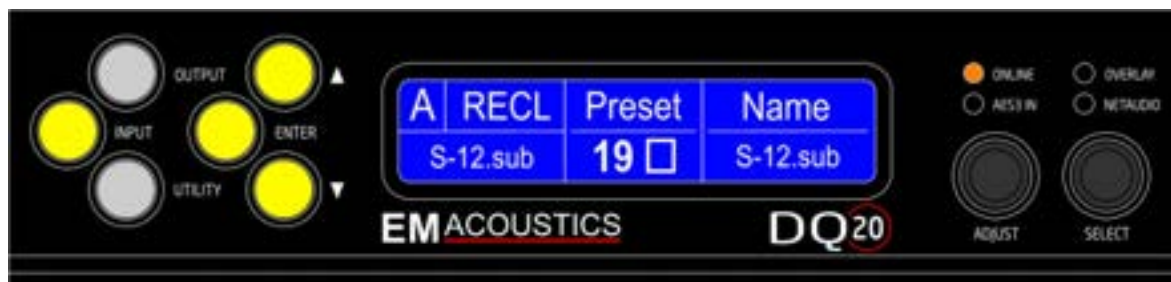 OUTPUT
INPUT
ENTER
UTILITY
A RECL Preset Name
S-12.sub 19 S-12.sub
EM ACOUSTICS
DQ20
ONLINE
OVERLAY
AES3 IN
NETAUDIO
ADJUST
SELECT